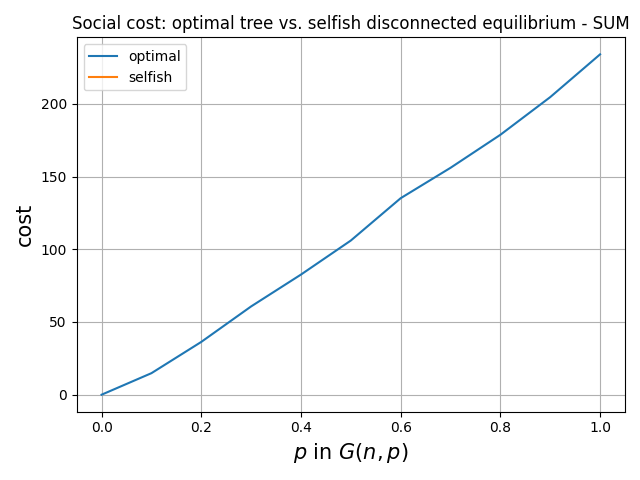 Social cost: optimal tree vs. selfish disconnected equilibrium - SUM
optimal
selfish
200
150
100
50
0
cost
0.0 0.2 0.4 0.6 0.8 1.0
p in G(n, p)